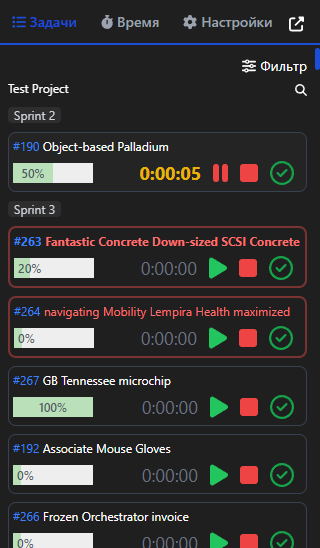 Задачи Время Настройки
Фильтр
Test Project
Sprint 2
#190 Object-based Palladium
50% 0:00:05
Sprint 3
#263 Fantastic Concrete Down-sized SCSI Concrete
20% 0:00:00
#264 navigating Mobility Lempira Health maximized
0% 0:00:00
#267 GB Tennessee microchip
100% 0:00:00
#192 Associate Mouse Gloves
0% 0:00:00
#266 Frozen Orchestrator invoice
0% 0:00:00